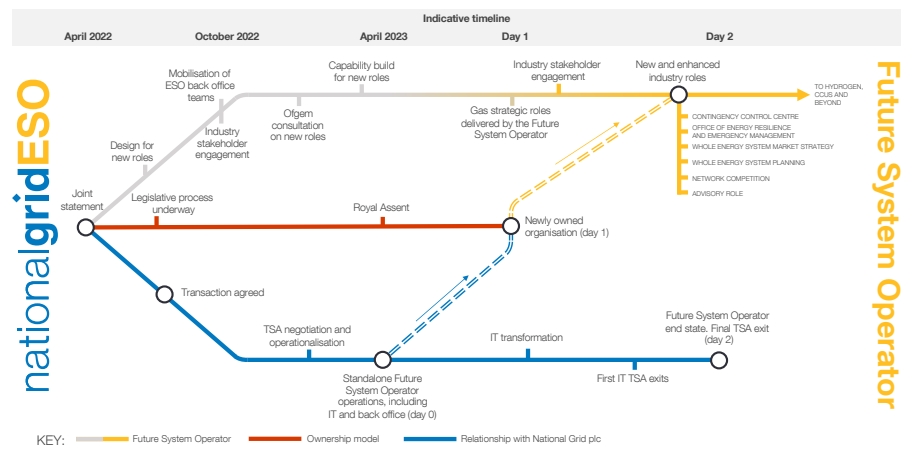 Indicative timeline
April 2022
October 2022
April 2023
Day 1
Day 2
nationalgridESO
Future System Operator
Joint
statement
Design for
new roles
Mobilisation of
ESO back office
teams
Industry
stakeholder
engagement
Ofgem
consultation
on new roles
Capability build
for new roles
Gas strategic roles
delivered by the Future
System Operator
Industry stakeholder
engagement
New and enhanced
industry roles
TO HYDROGEN,
CCUS AND
BEYOND
CONTINGENCY CONTROL CENTRE
OFFICE OF ENERGY RESILIENCE
AND EMERGENCY MANAGEMENT
WHOLE ENERGY SYSTEM MARKET STRATEGY
WHOLE ENERGY SYSTEM PLANNING
NETWORK COMPETITION
ADVISORY ROLE
Legislative process
underway
Royal Assent
Newly owned
organisation (day 1)
Transaction agreed
TSA negotiation and
operationalisation
Standalone Future
System Operator
operations, including
IT and back office (day 0)
IT transformation
First IT TSA exits
Future System Operator
end state. Final TSA exit
(day 2)
KEY:
Future System Operator
Ownership model
Relationship with National Grid plc